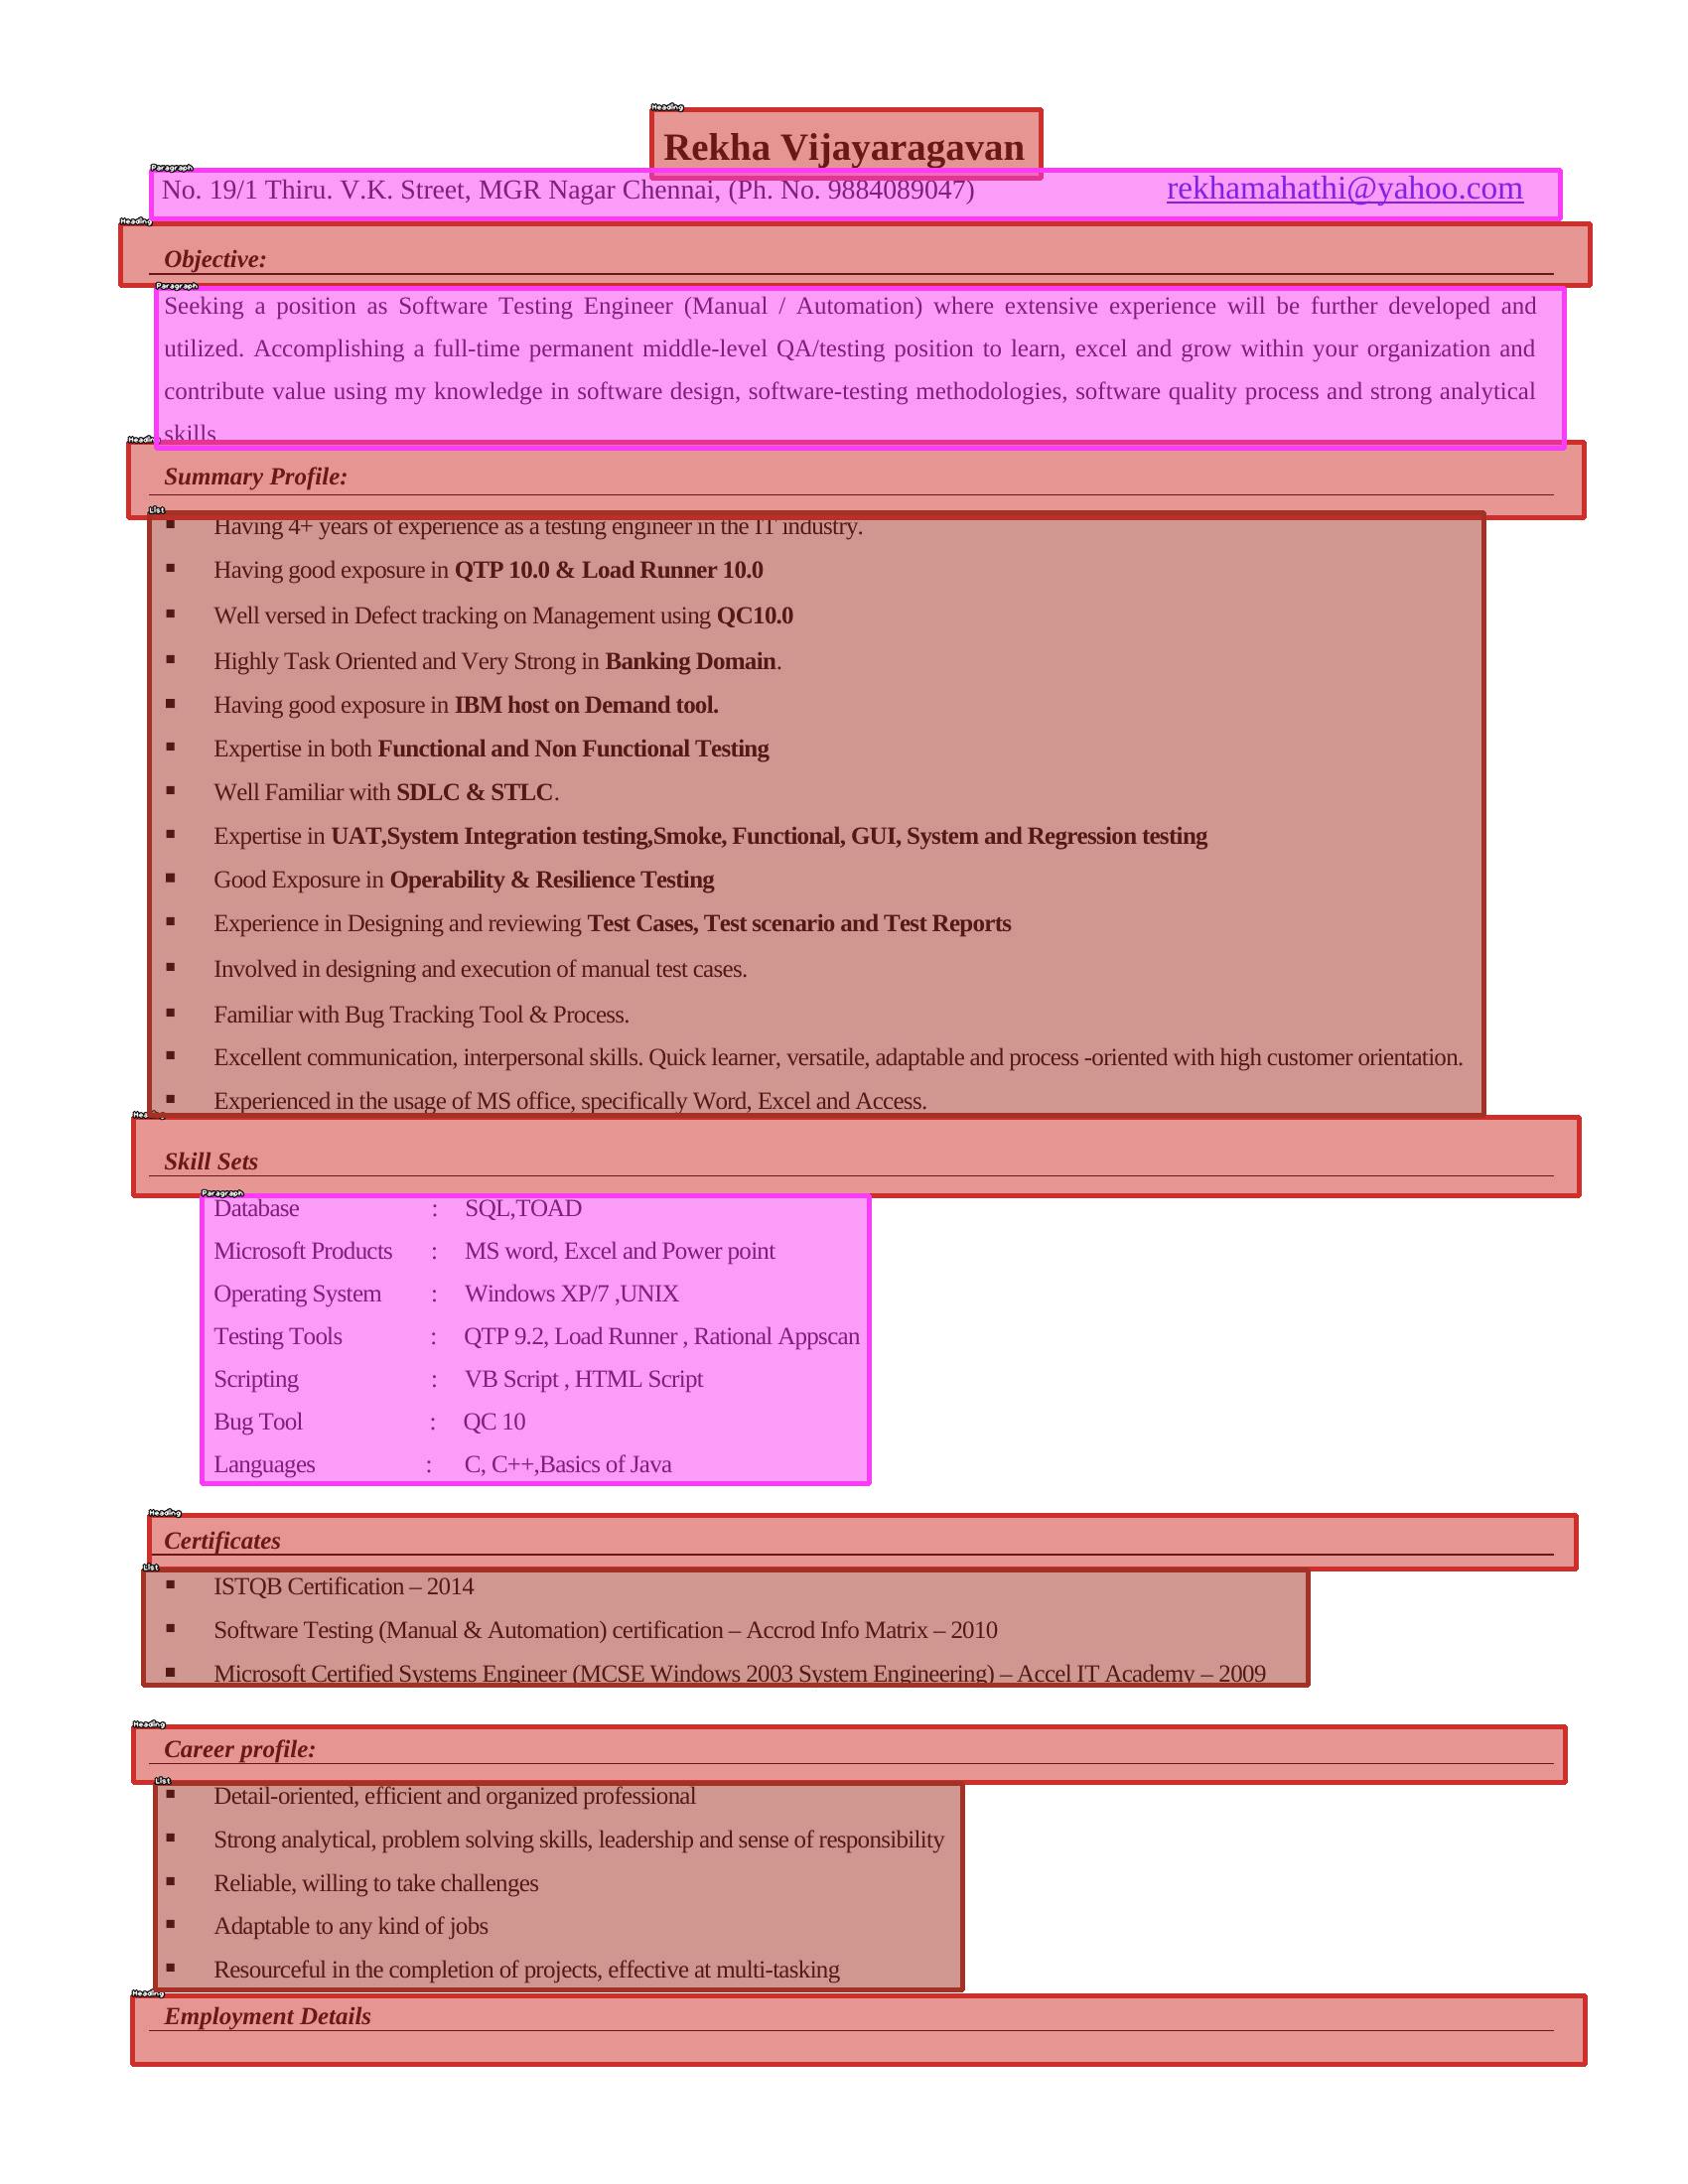 Heading
Rekha Vijayaragavan
Paragraph
No. 19/1 Thiru. V.K. Street, MGR Nagar Chennai, (Ph. No. 9884089047) rekhamahathi@yahoo.com
Heading
Objective:
Paragraph
Seeking a position as Software Testing Engineer (Manual / Automation) where extensive experience will be further developed and
utilized. Accomplishing a full-time permanent middle-level QA/testing position to learn, excel and grow within your organization and
contribute value using my knowledge in software design, software-testing methodologies, software quality process and strong analytical
skills
Heading
Summary Profile:
List
▪ Having 4+ years of experience as a testing engineer in the IT industry.
▪ Having good exposure in QTP 10.0 & Load Runner 10.0
▪ Well versed in Defect tracking on Management using QC10.0
▪ Highly Task Oriented and Very Strong in Banking Domain.
▪ Having good exposure in IBM host on Demand tool.
▪ Expertise in both Functional and Non Functional Testing
▪ Well Familiar with SDLC & STLC.
▪ Expertise in UAT,System Integration testing,Smoke, Functional, GUI, System and Regression testing
▪ Good Exposure in Operability & Resilience Testing
▪ Experience in Designing and reviewing Test Cases, Test scenario and Test Reports
▪ Involved in designing and execution of manual test cases.
▪ Familiar with Bug Tracking Tool & Process.
▪ Excellent communication, interpersonal skills. Quick learner, versatile, adaptable and process -oriented with high customer orientation.
▪ Experienced in the usage of MS office, specifically Word, Excel and Access.
Heading
Skill Sets
Paragraph
Database : SQL,TOAD
Microsoft Products : MS word, Excel and Power point
Operating System : Windows XP/7 ,UNIX
Testing Tools : QTP 9.2, Load Runner , Rational Appscan
Scripting : VB Script , HTML Script
Bug Tool : QC 10
Languages : C, C++,Basics of Java
Heading
Certificates
List
▪ ISTQB Certification – 2014
▪ Software Testing (Manual & Automation) certification – Accrod Info Matrix – 2010
▪ Microsoft Certified Systems Engineer (MCSE Windows 2003 System Engineering) – Accel IT Academy – 2009
Heading
Career profile:
List
▪ Detail-oriented, efficient and organized professional
▪ Strong analytical, problem solving skills, leadership and sense of responsibility
▪ Reliable, willing to take challenges
▪ Adaptable to any kind of jobs
▪ Resourceful in the completion of projects, effective at multi-tasking
Heading
Employment Details